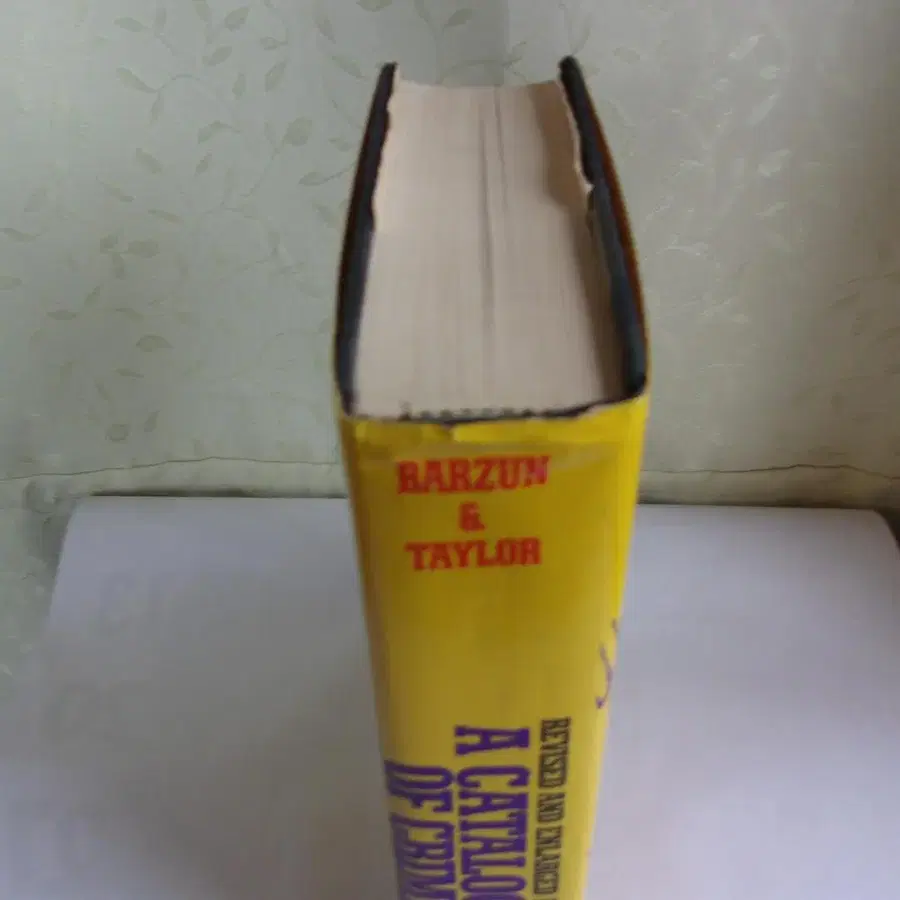 BARZUN
&
TAYLOR
REVISED AND ENLARGED
A CATALOG
OF CRIM